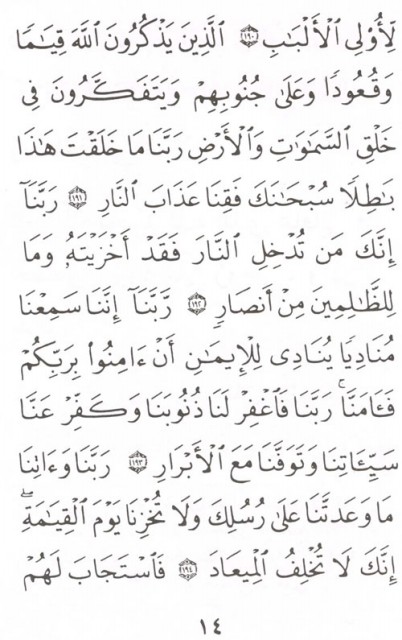 لِّأُوْلِى ٱلْأَلْبَٰبِ ١٩٠ ٱلَّذِينَ يَذْكُرُونَ ٱللَّهَ قِيَٰمًا
وَقُعُودًا وَعَلَىٰ جُنُوبِهِمْ وَيَتَفَكَّرُونَ فِى
خَلْقِ ٱلسَّمَٰوَٰتِ وَٱلْأَرْضِ رَبَّنَا مَا خَلَقْتَ هَٰذَا
بَٰطِلًا سُبْحَٰنَكَ فَقِنَا عَذَابَ ٱلنَّارِ ١٩١ رَبَّنَآ
إِنَّكَ مَن تُدْخِلِ ٱلنَّارَ فَقَدْ أَخْزَيْتَهُۥ وَمَا
لِلظَّٰلِمِينَ مِنْ أَنصَارٍ ١٩٢ رَّبَّنَآ إِنَّنَا سَمِعْنَا
مُنَادِيًا يُنَادِى لِلْإِيمَٰنِ أَنْ ءَامِنُوا۟ بِرَبِّكُمْ
فَـَٔامَنَّا ۚ رَبَّنَا فَٱغْفِرْ لَنَا ذُنُوبَنَا وَكَفِّرْ عَنَّا
سَيِّـَٔاتِنَا وَتَوَفَّنَا مَعَ ٱلْأَبْرَارِ ١٩٣ رَبَّنَا وَءَاتِنَا
مَا وَعَدتَّنَا عَلَىٰ رُسُلِكَ وَلَا تُخْزِنَا يَوْمَ ٱلْقِيَٰمَةِ ۗ
إِنَّكَ لَا تُخْلِفُ ٱلْمِيعَادَ ١٩٤ فَٱسْتَجَابَ لَهُمْ
١٤